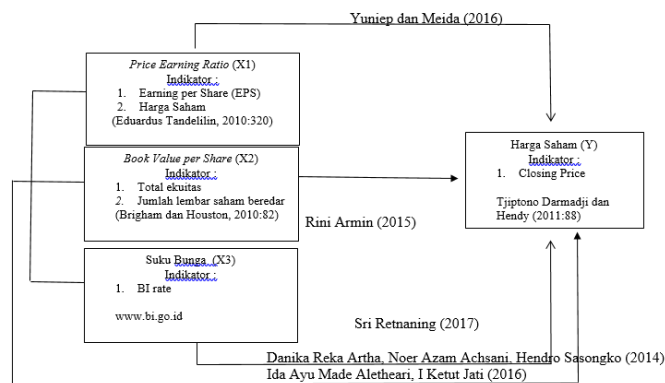 Yuniep dan Meida (2016)
Price Earning Ratio (X1)
Indikator :
1. Earning per Share (EPS)
2. Harga Saham
(Eduardus Tandelilin, 2010:320)
Book Value per Share (X2)
Indikator :
1. Total ekuitas
2. Jumlah lembar saham beredar
(Brigham dan Houston, 2010:82)
Rini Armin (2015)
Suku Bunga (X3)
Indikator :
1. BI rate
www.bi.go.id
Harga Saham (Y)
Indikator :
1. Closing Price
Tjiptono Darmadji dan
Hendy (2011:88)
Sri Retnaning (2017)
Danika Reka Artha, Noer Azam Achsani, Hendro Sasongko (2014)
Ida Ayu Made Aletheari, I Ketut Jati (2016)